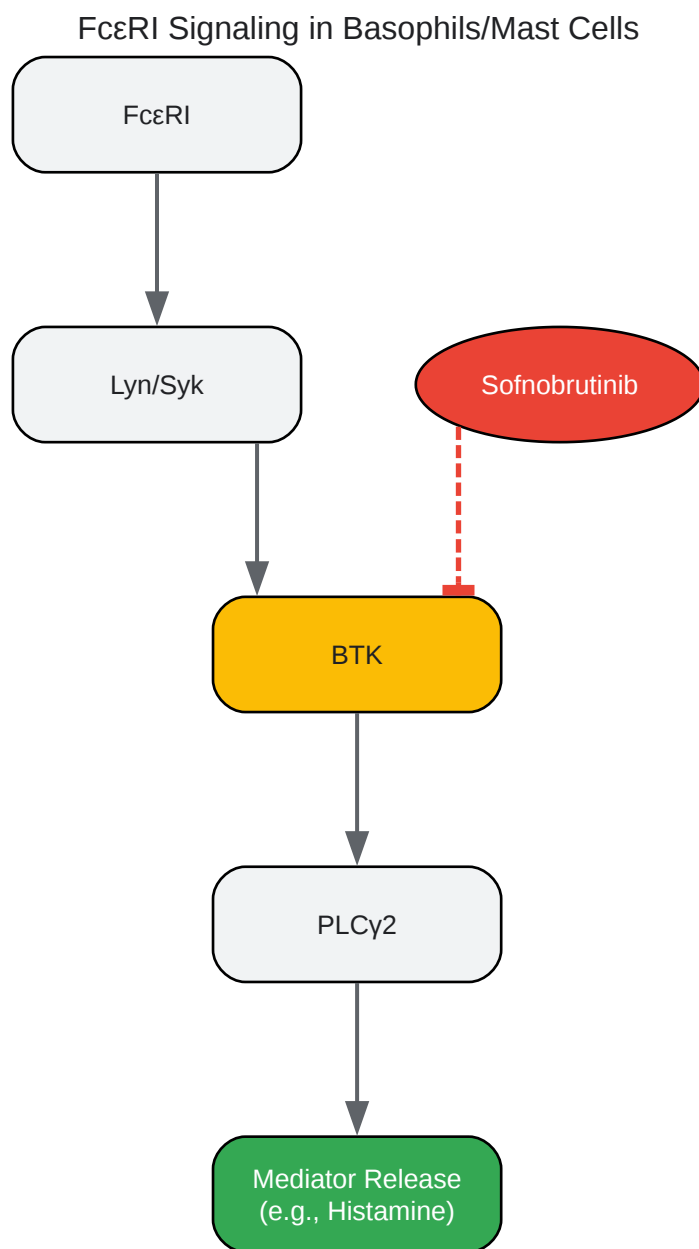 FcεRI Signaling in Basophils/Mast Cells
FcεRI
Lyn/Syk
Sofnobrutinib
BTK
PLCγ2
Mediator Release
(e.g., Histamine)